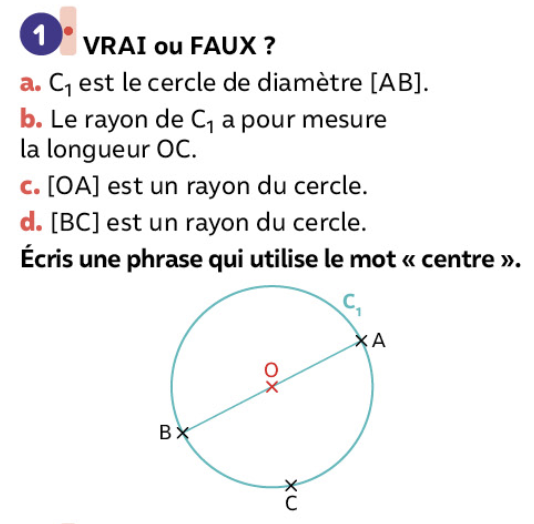 1 VRAI ou FAUX ?
a. C₁ est le cercle de diamètre [AB].
b. Le rayon de C₁ a pour mesure
la longueur OC.
c. [OA] est un rayon du cercle.
d. [BC] est un rayon du cercle.
Écris une phrase qui utilise le mot « centre ».
C₁
A
O
B
C